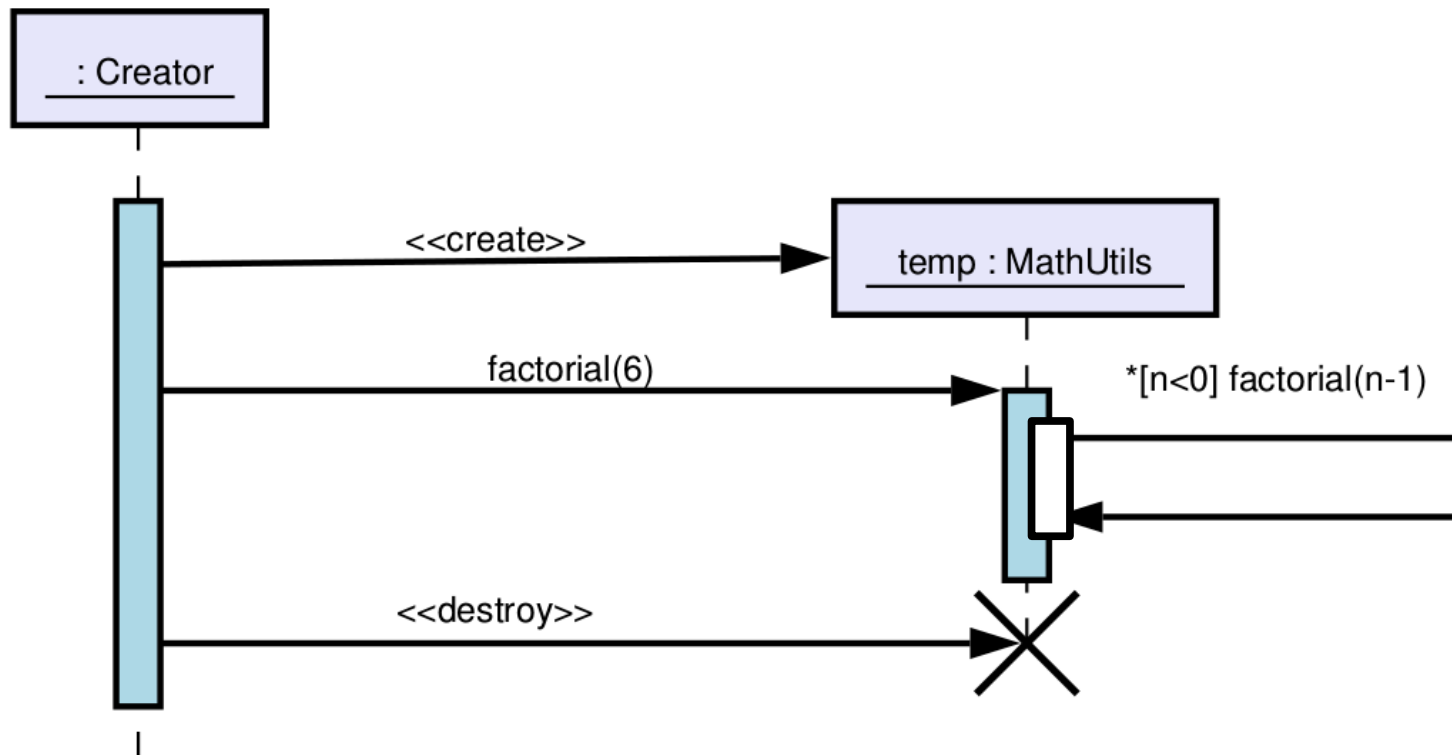 : Creator
<<create>>
temp : MathUtils
factorial(6)
*[n<0] factorial(n-1)
<<destroy>>